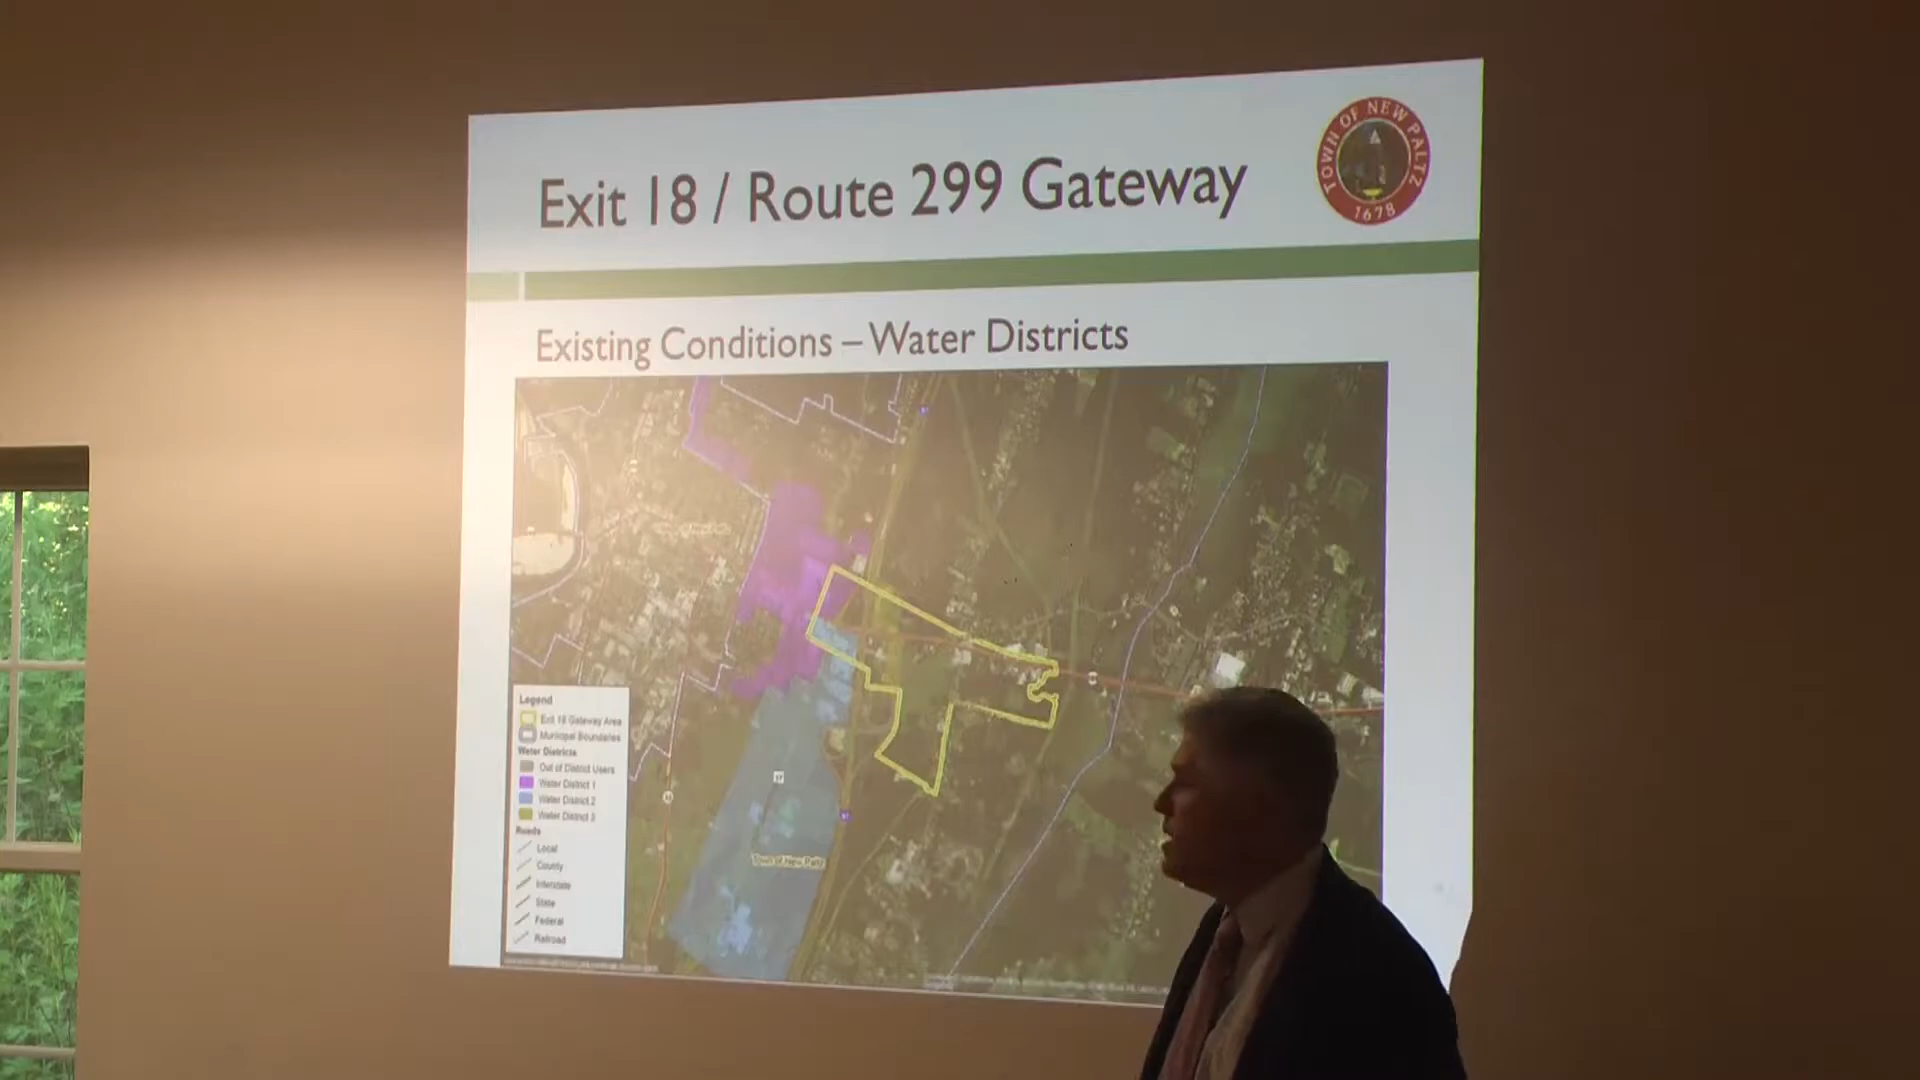 Exit 18 / Route 299 Gateway
TOWN OF NEW PALTZ
1678
Existing Conditions – Water Districts
Legend
Exit 18 Gateway Area
Municipal Boundaries
Water Districts
Out of District Users
Water District 1
Water District 2
Water District 3
Roads
Local
County
Interstate
State
Federal
Railroad
Town of New Paltz